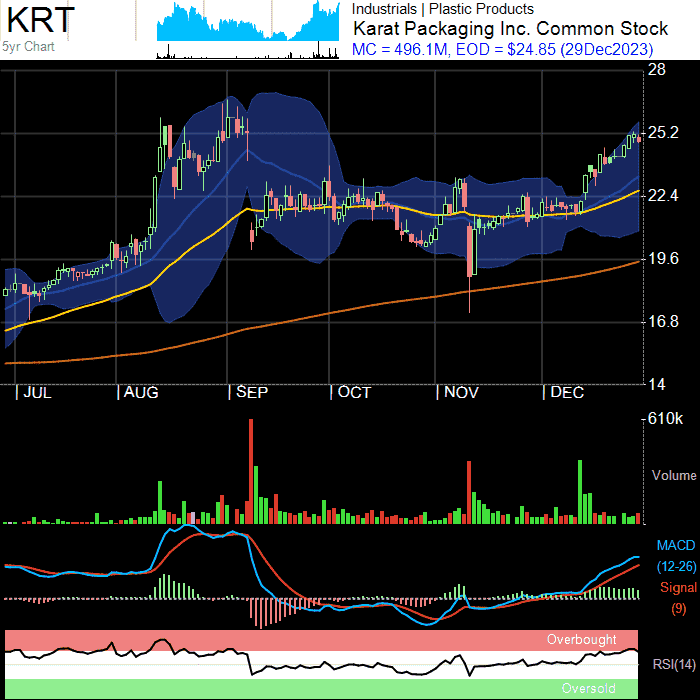 KRT
5yr Chart
Industrials | Plastic Products
Karat Packaging Inc. Common Stock
MC = 496.1M, EOD = $24.85 (29Dec2023)
28
25.2
22.4
19.6
16.8
14
| JUL | AUG | SEP | OCT | NOV | DEC
610k
Volume
MACD
(12-26)
Signal
(9)
Overbought
RSI(14)
Oversold